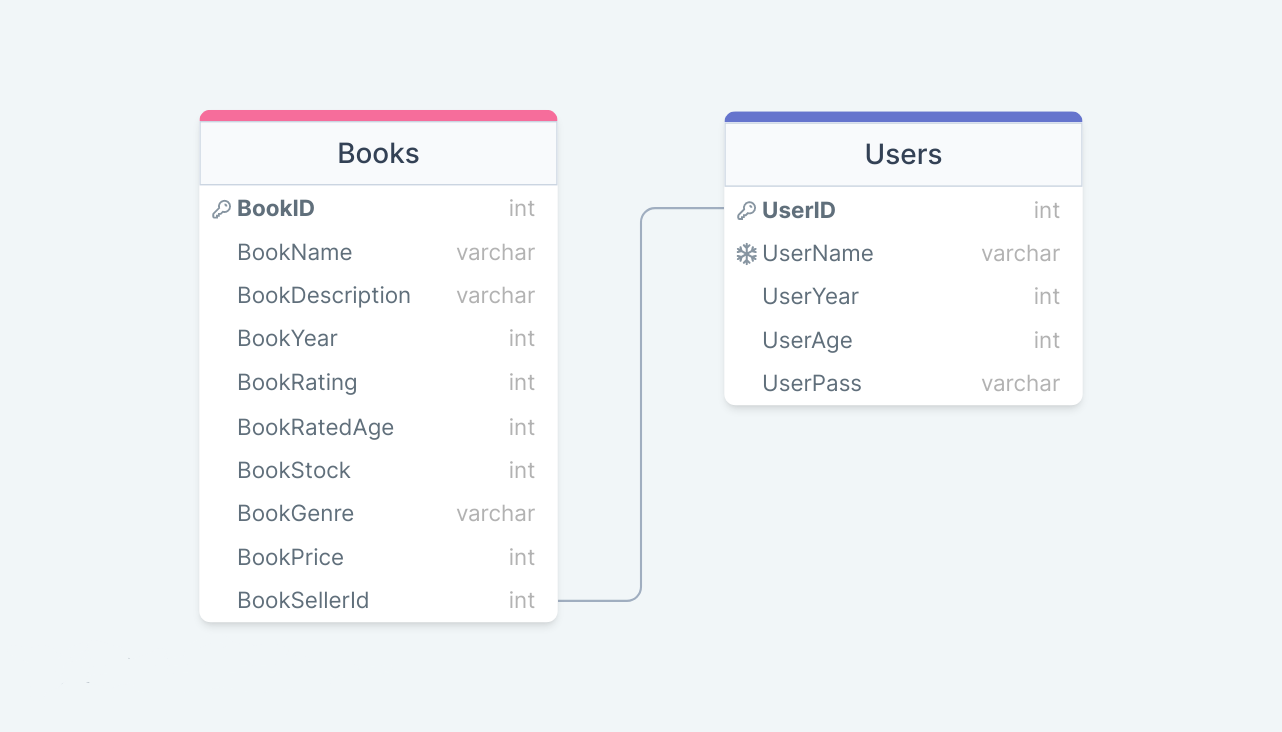 Books
BookID int
BookName varchar
BookDescription varchar
BookYear int
BookRating int
BookRatedAge int
BookStock int
BookGenre varchar
BookPrice int
BookSellerId int
Users
UserID int
UserName varchar
UserYear int
UserAge int
UserPass varchar